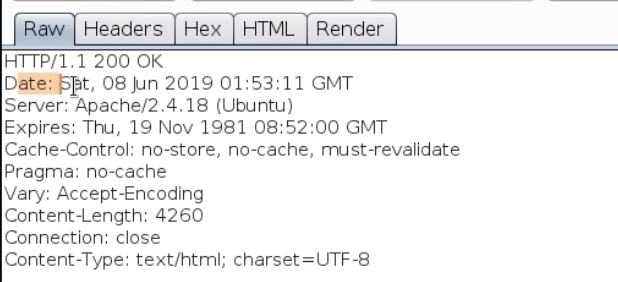 Raw Headers Hex HTML Render
HTTP/1.1 200 OK
Date: Sat, 08 Jun 2019 01:53:11 GMT
Server: Apache/2.4.18 (Ubuntu)
Expires: Thu, 19 Nov 1981 08:52:00 GMT
Cache-Control: no-store, no-cache, must-revalidate
Pragma: no-cache
Vary: Accept-Encoding
Content-Length: 4260
Connection: close
Content-Type: text/html; charset=UTF-8